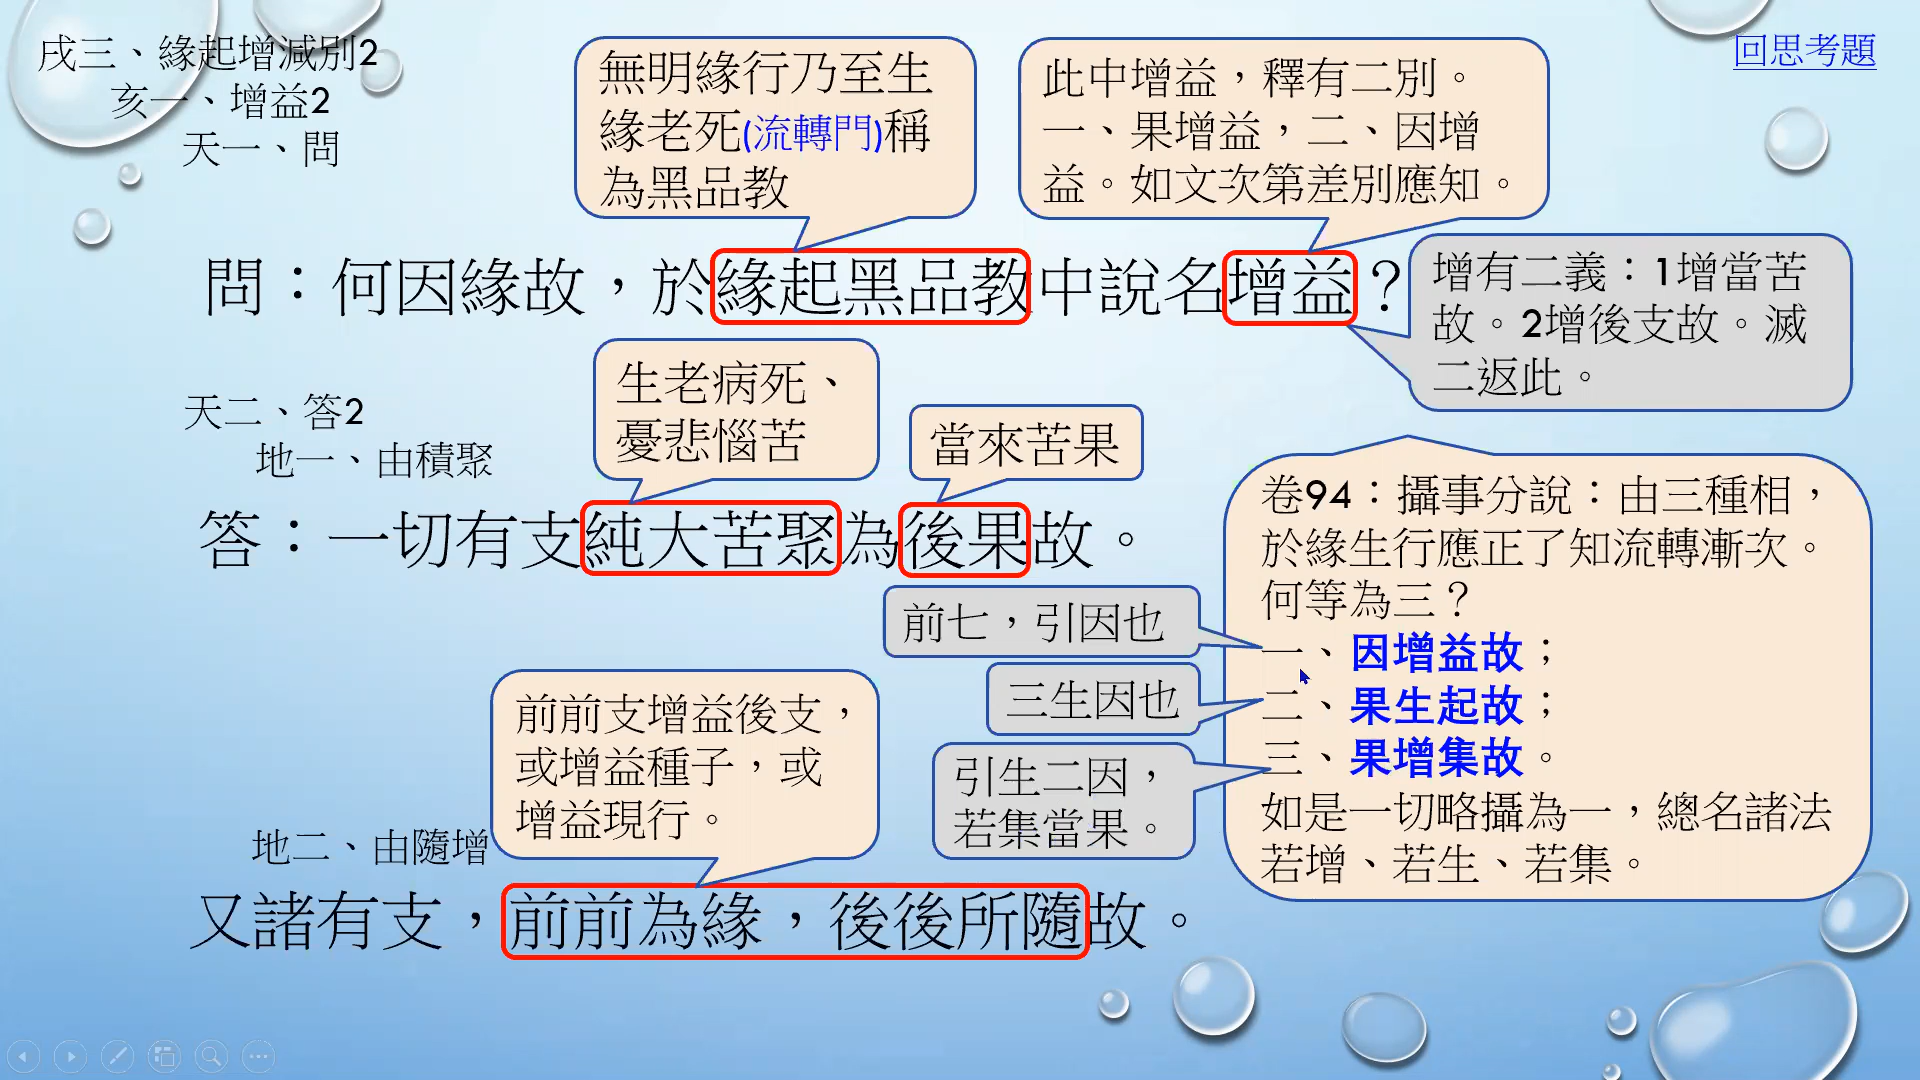 戌三、緣起增減別2
亥一、增益2
天一、問
無明緣行乃至生
緣老死(流轉門)稱
為黑品教
此中增益，釋有二別。
一、果增益，二、因增
益。如文次第差別應知。
回思考題
問：何因緣故，於緣起黑品教中說名增益？
增有二義：1增當苦
故。2增後支故。滅
二返此。
天二、答2
地一、由積聚
生老病死、
憂悲惱苦
當來苦果
答：一切有支純大苦聚為後果故。
卷94：攝事分說：由三種相，
於緣生行應正了知流轉漸次。
何等為三？
一、因增益故；
二、果生起故；
三、果增集故。
如是一切略攝為一，總名諸法
若增、若生、若集。
前七，引因也
三生因也
引生二因，
若集當果。
前前支增益後支，
或增益種子，或
增益現行。
地二、由隨增
又諸有支，前前為緣，後後所隨故。